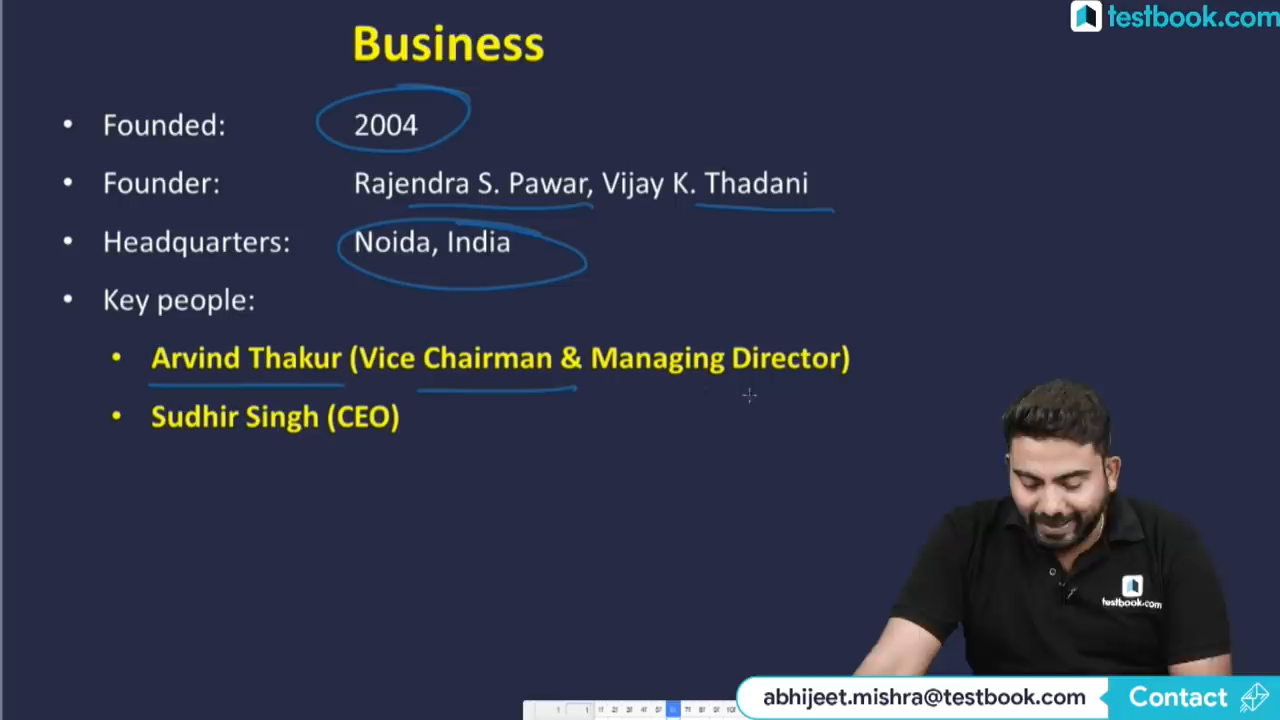 testbook.com
Business
• Founded: 2004
• Founder: Rajendra S. Pawar, Vijay K. Thadani
• Headquarters: Noida, India
• Key people:
• Arvind Thakur (Vice Chairman & Managing Director)
• Sudhir Singh (CEO)
testbook.com
abhijeet.mishra@testbook.com Contact